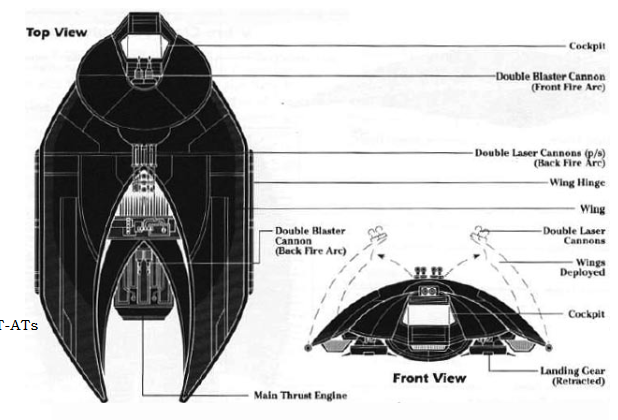 Top View
Cockpit
Double Blaster Cannon
(Front Fire Arc)
Double Laser Cannons (p/s)
(Back Fire Arc)
Wing Hinge
Wing
Double Blaster
Cannon
(Back Fire Arc)
Double Laser
Cannons
Wings
Deployed
Cockpit
T-ATs
Landing Gear
(Retracted)
Front View
Main Thrust Engine